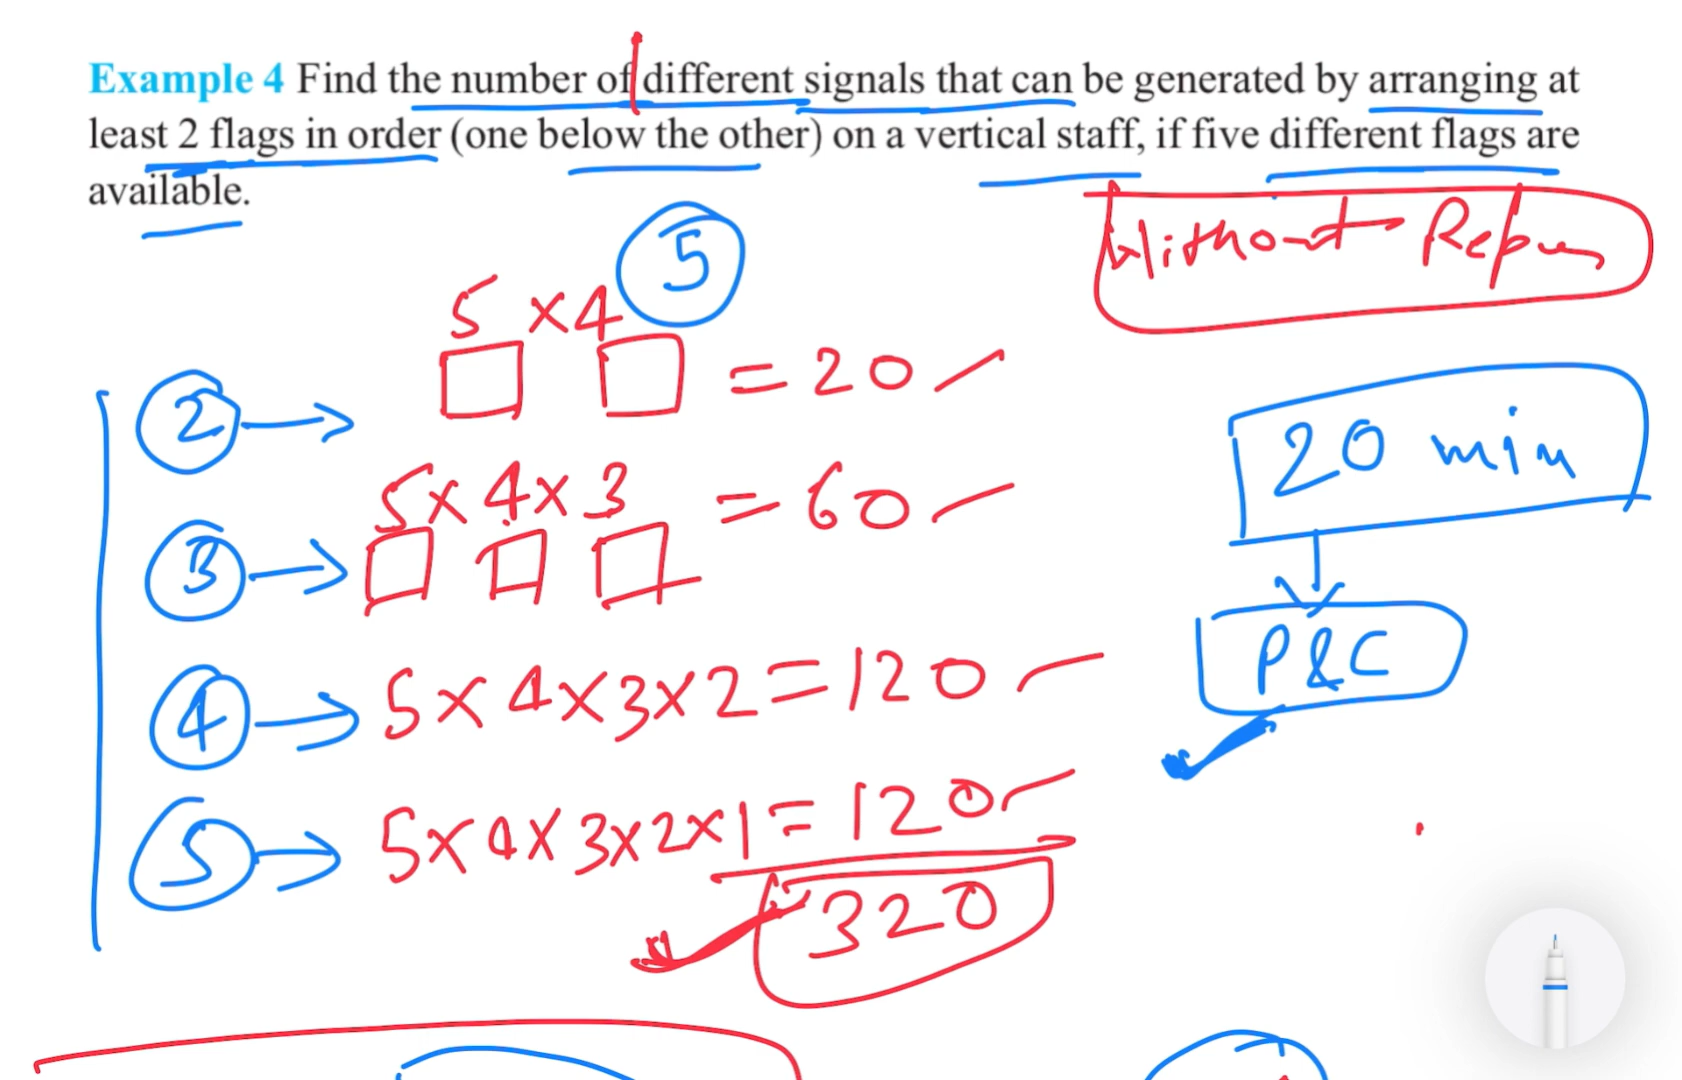 Example 4 Find the number of different signals that can be generated by arranging at
least 2 flags in order (one below the other) on a vertical staff, if five different flags are
available.
Without
5
5 × 4
2 → = 20
20 min
5 × 4 × 3 = 60
3 →
P&C
4 → 5 × 4 × 3 × 2 = 120
5 → 5 × 4 × 3 × 2 × 1 = 120
320